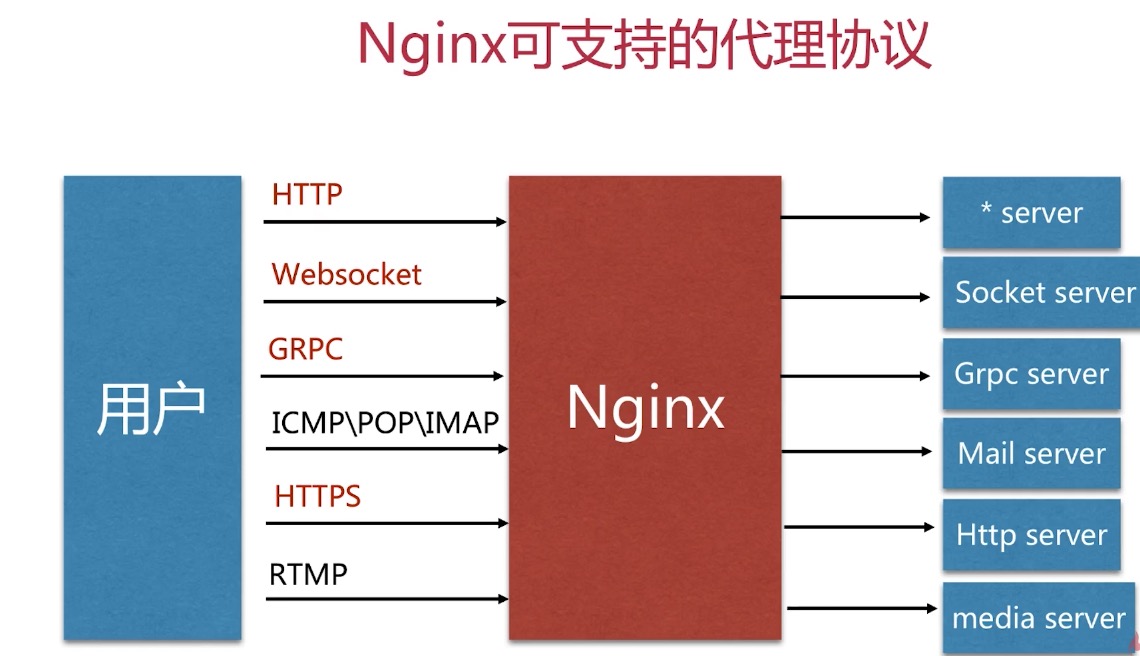 Nginx可支持的代理协议
HTTP
* server
Websocket
Socket server
GRPC
Grpc server
用户
Nginx
ICMP\POP\IMAP
Mail server
HTTPS
Http server
RTMP
media server